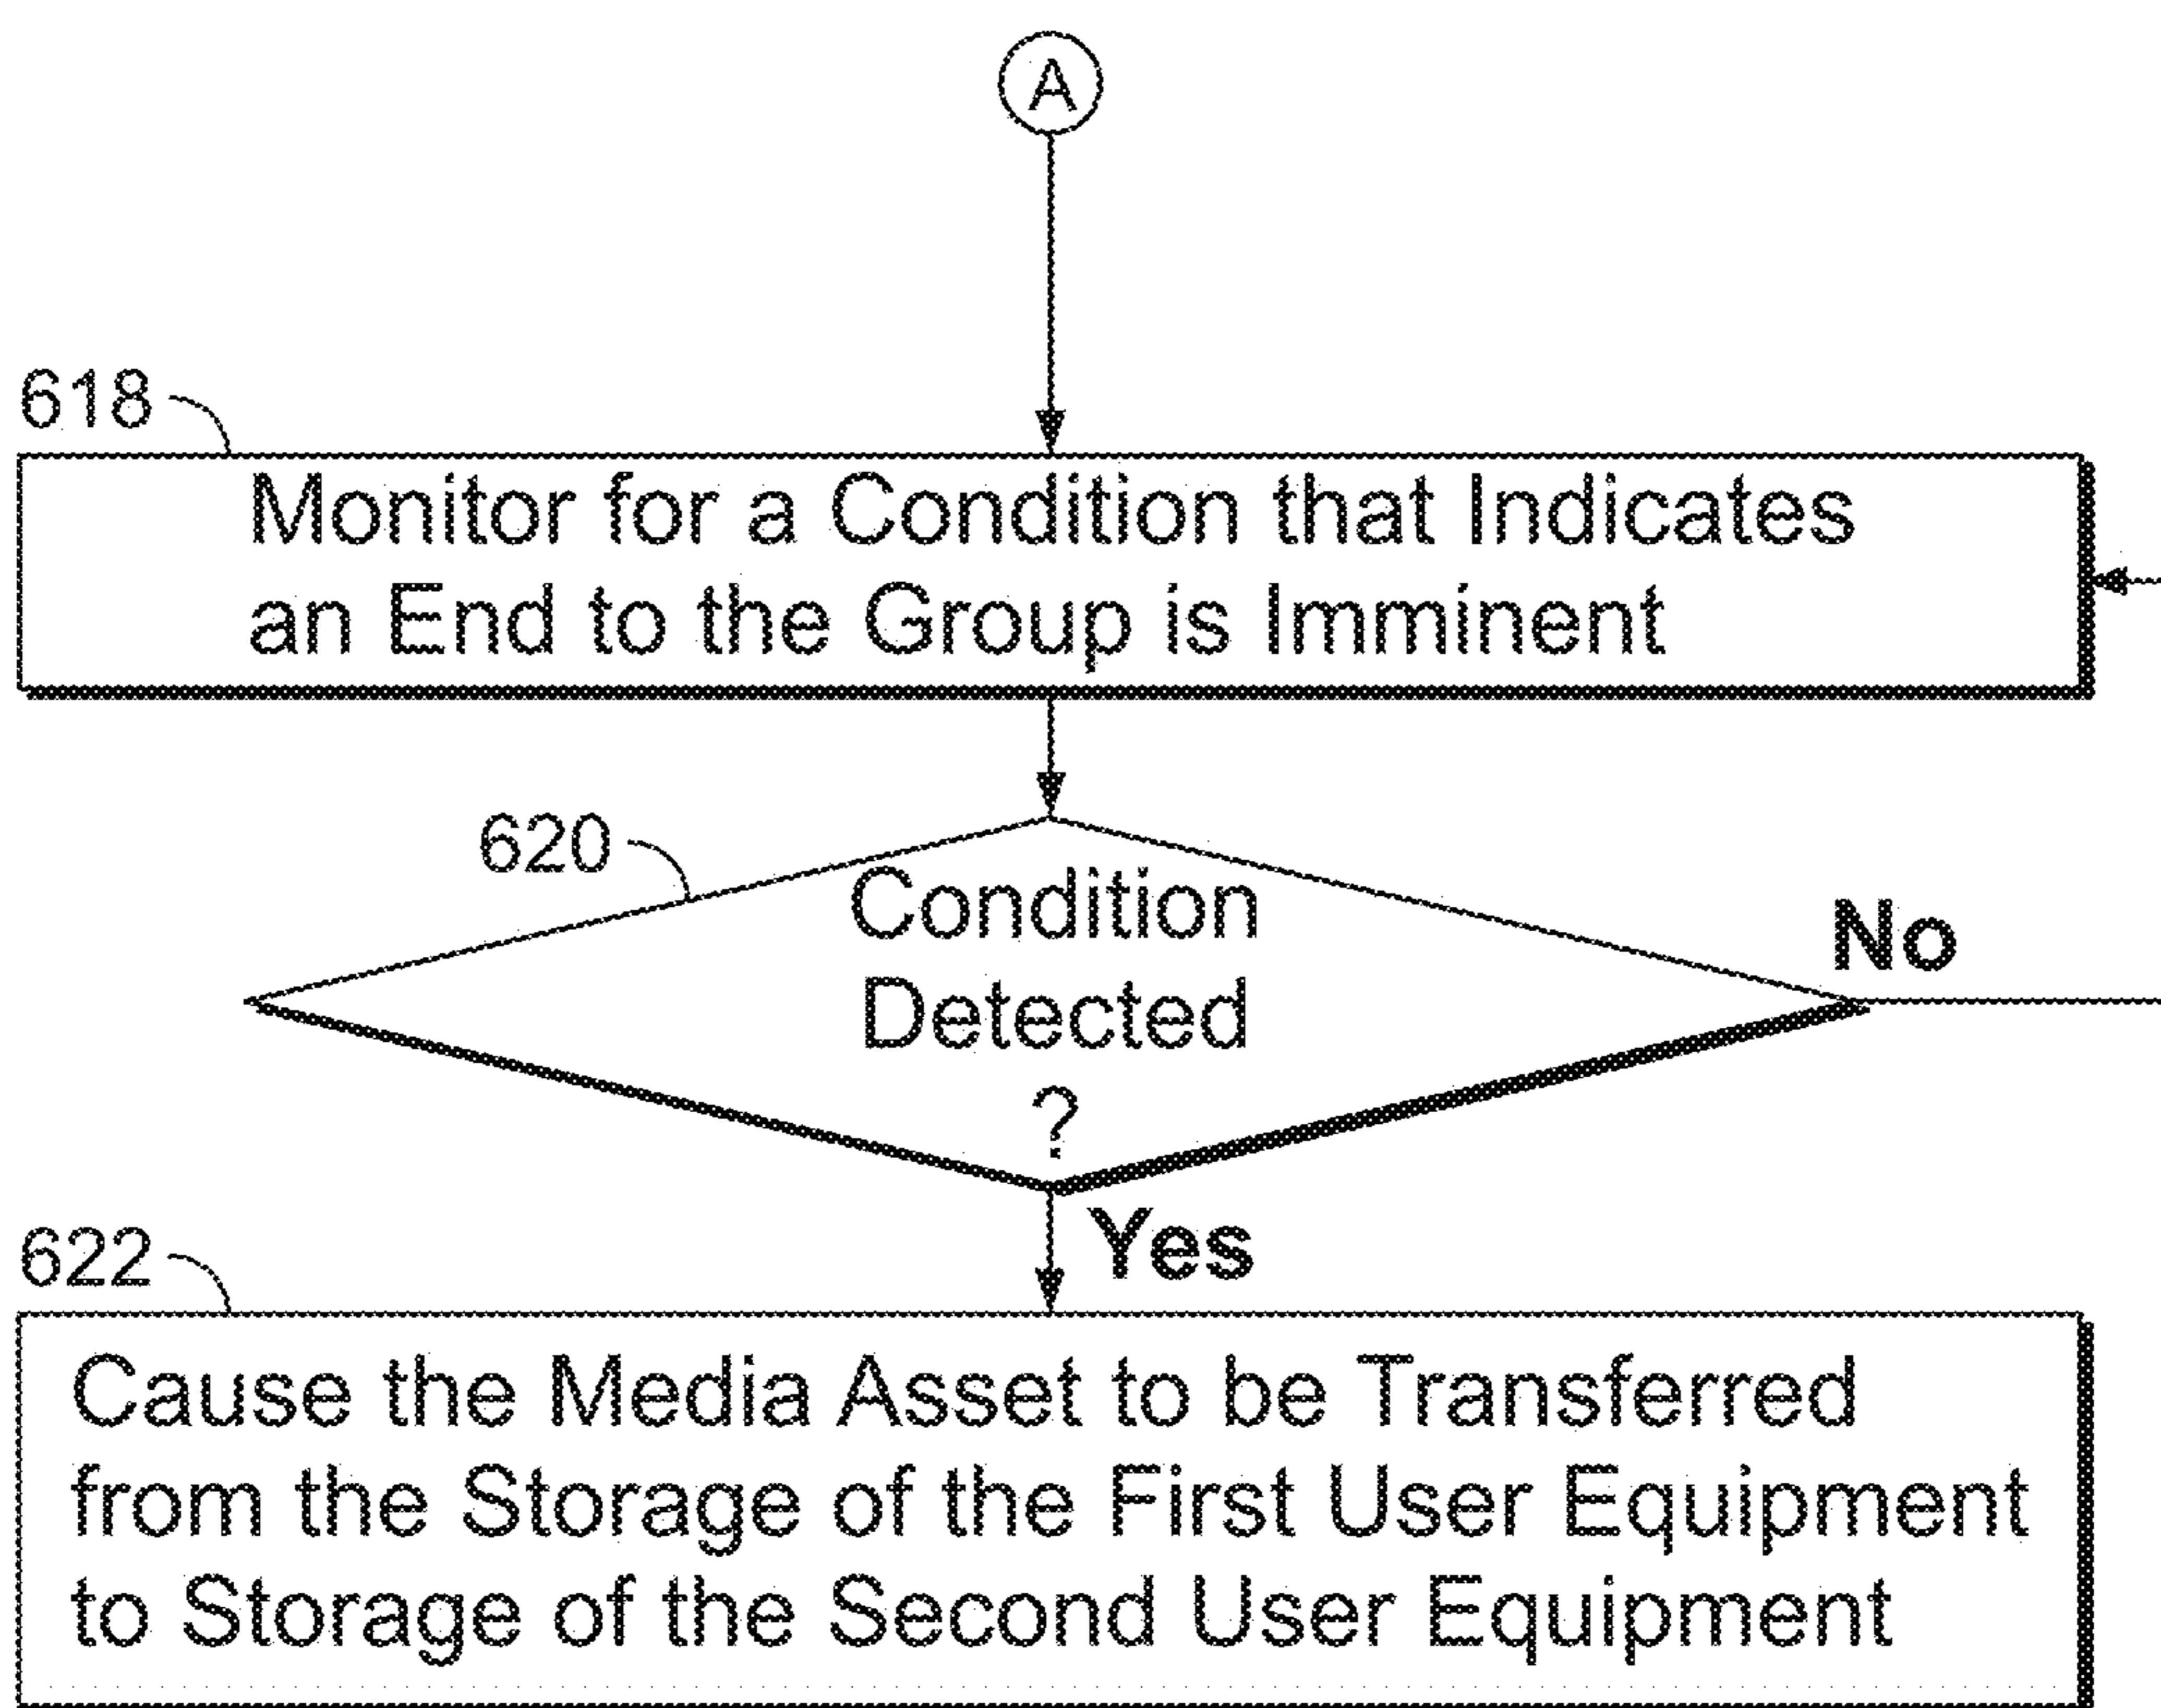 A
618
Monitor for a Condition that Indicates
an End to the Group is Imminent
620
Condition
Detected
?
No
Yes
622
Cause the Media Asset to be Transferred
from the Storage of the First User Equipment
to Storage of the Second User Equipment